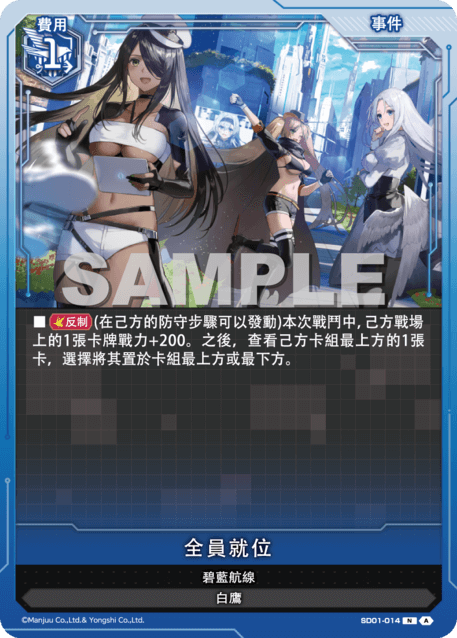 費用
事件
1
SAMPLE
■ 反制 (在己方的防守步驟可以發動)本次戰鬥中, 己方戰場
上的1張卡牌戰力+200。之後, 查看己方卡組最上方的1張
卡, 選擇將其置於卡組最上方或最下方。
全員就位
碧藍航線
白鷹
©Manjuu Co.,Ltd.& Yongshi Co.,Ltd.
SD01-014 N A